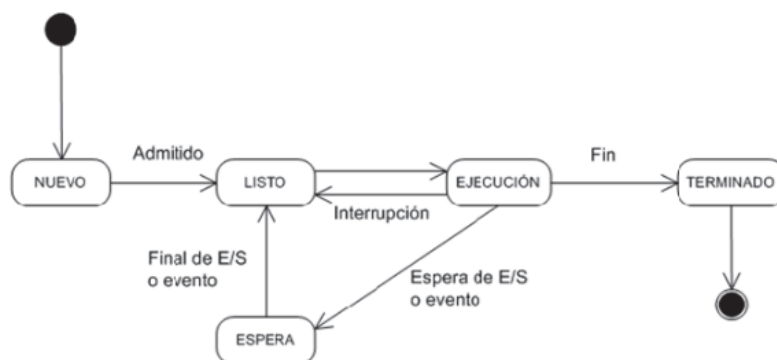 Admitido
Fin
NUEVO
LISTO
EJECUCIÓN
TERMINADO
Interrupción
Final de E/S
o evento
Espera de E/S
o evento
ESPERA